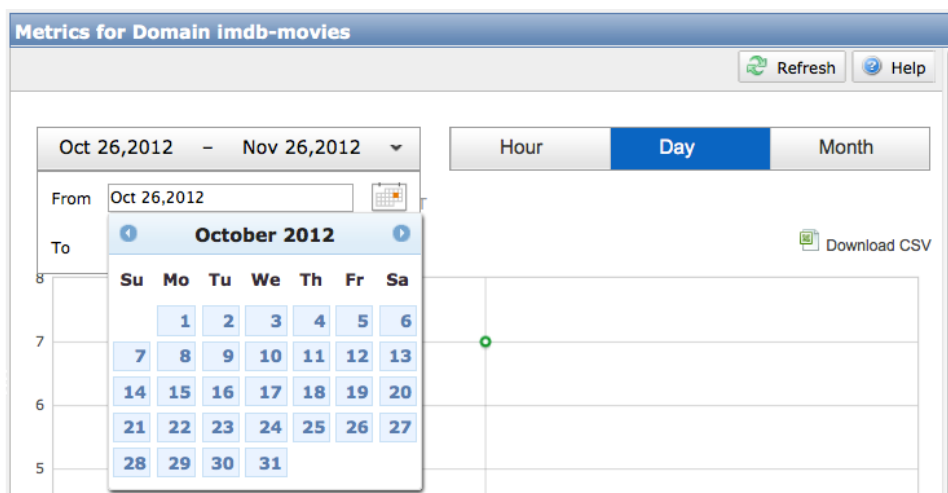 Metrics for Domain imdb-movies
Refresh Help
Oct 26,2012 – Nov 26,2012 Hour Day Month
From Oct 26,2012
To
October 2012
Download CSV
Su Mo Tu We Th Fr Sa
1 2 3 4 5 6
7 8 9 10 11 12 13
14 15 16 17 18 19 20
21 22 23 24 25 26 27
28 29 30 31
8
7
6
5